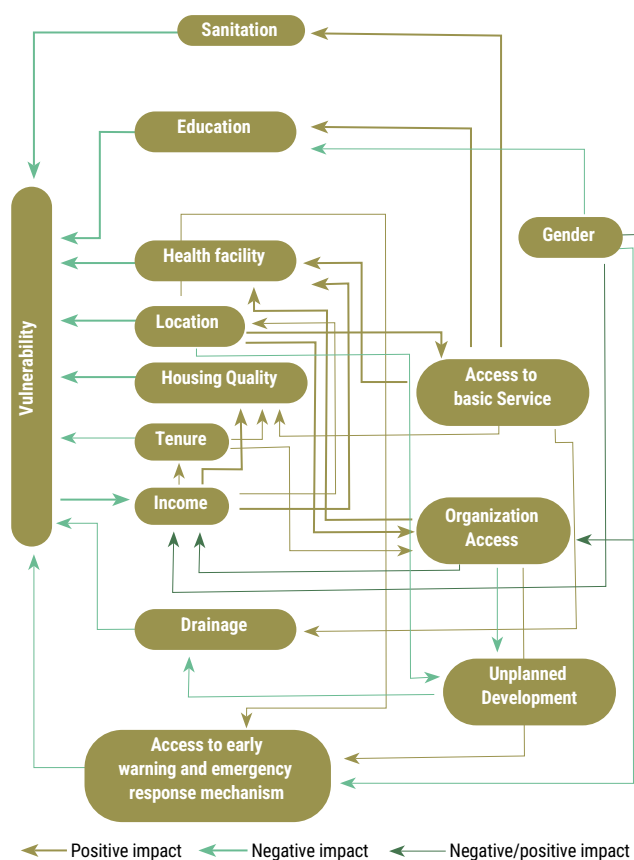 Sanitation
Education
Gender
Health facility
Location
Vulnerability
Housing Quality
Access to
basic Service
Tenure
Income
Organization
Access
Drainage
Unplanned
Development
Access to early
warning and emergency
response mechanism
Positive impact
Negative impact
Negative/positive impact